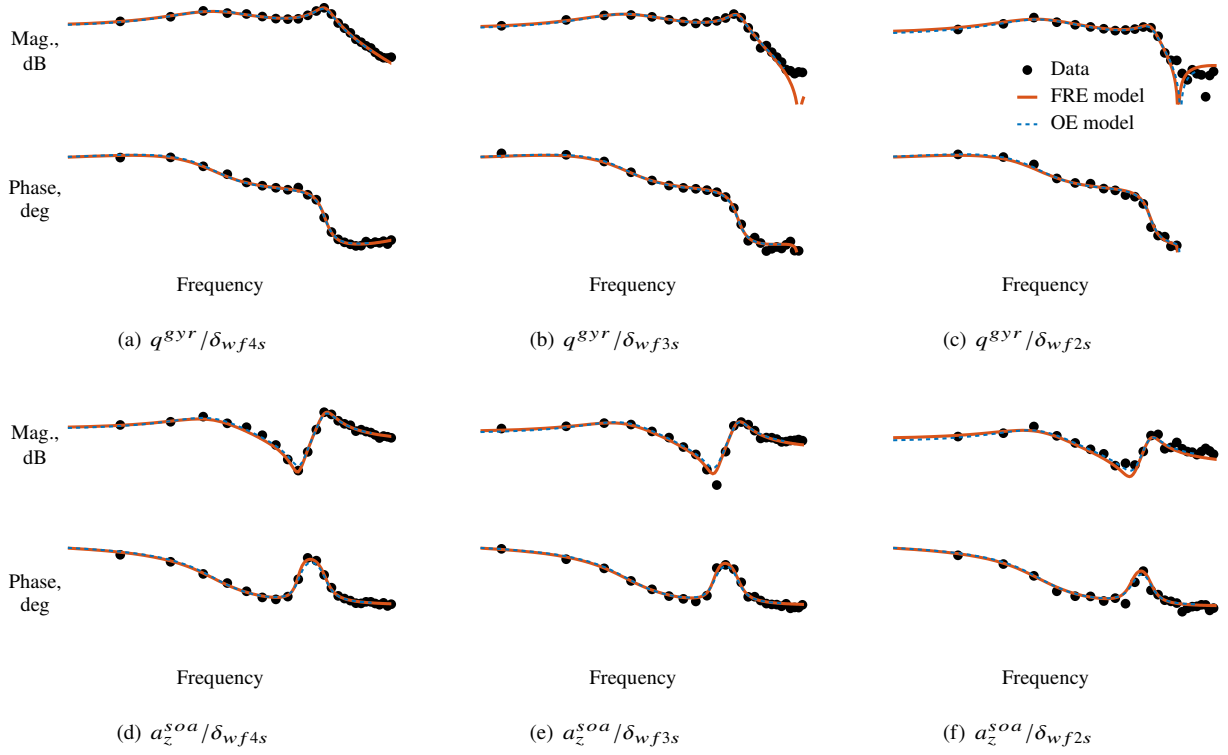 Mag.,
dB
Data
FRE model
OE model
Phase,
deg
Frequency
Frequency
Frequency
(a) q^{gyr}/δ_{wf4s}
(b) q^{gyr}/δ_{wf3s}
(c) q^{gyr}/δ_{wf2s}
Mag.,
dB
Phase,
deg
Frequency
Frequency
Frequency
(d) a_z^{soa}/δ_{wf4s}
(e) a_z^{soa}/δ_{wf3s}
(f) a_z^{soa}/δ_{wf2s}